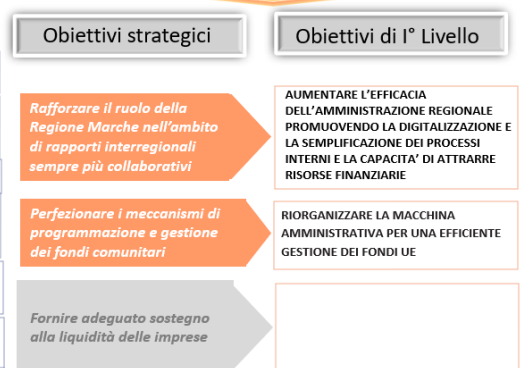 Obiettivi strategici
Obiettivi di I° Livello
Rafforzare il ruolo della
Regione Marche nell'ambito
di rapporti interregionali
sempre più collaborativi
AUMENTARE L'EFFICACIA
DELL'AMMINISTRAZIONE REGIONALE
PROMUOVENDO LA DIGITALIZZAZIONE E
LA SEMPLIFICAZIONE DEI PROCESSI
INTERNI E LA CAPACITA' DI ATTRARRE
RISORSE FINANZIARIE
Perfezionare i meccanismi di
programmazione e gestione
dei fondi comunitari
RIORGANIZZARE LA MACCHINA
AMMINISTRATIVA PER UNA EFFICIENTE
GESTIONE DEI FONDI UE
Fornire adeguato sostegno
alla liquidità delle imprese